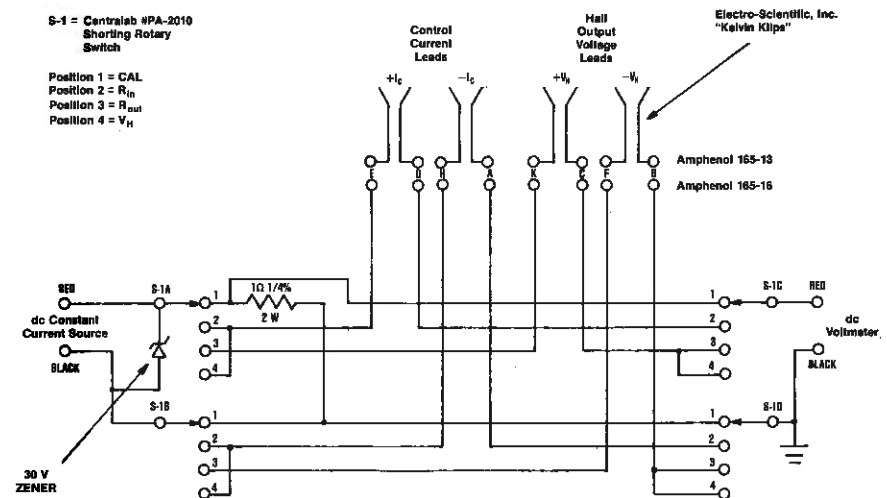 S-1 = Centralab #PA-2010
Shorting Rotary
Switch
Position 1 = CAL
Position 2 = Rin
Position 3 = Rout
Position 4 = VH
Control
Current
Leads
Hall
Output
Voltage
Leads
Electro-Scientific, Inc.
"Kelvin Klips"
+IC
−IC
+VH
−VH
Amphenol 165-13
E D H A K C F B
Amphenol 165-16
RED
S-1A
1
1Ω 1/4%
2 W
2
3
4
dc Constant
Current Source
BLACK
S-1B
1
2
3
4
30 V
ZENER
1
S-1C
RED
2
3
4
dc
Voltmeter
BLACK
1
S-1D
2
3
4